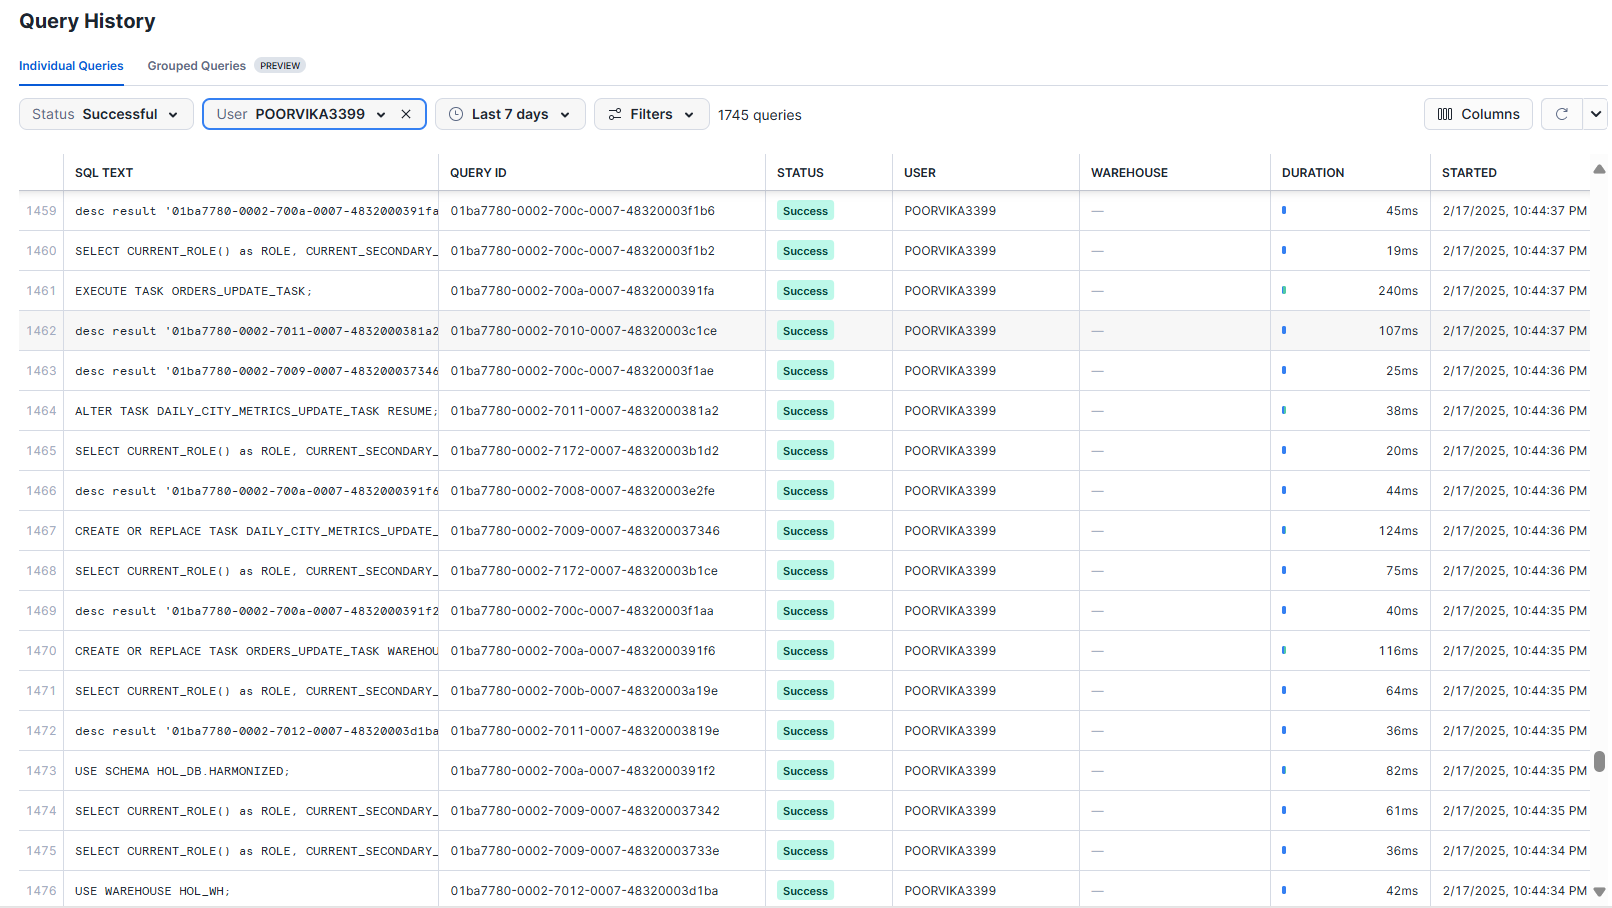 Query History
Individual Queries Grouped Queries PREVIEW
Status Successful User POORVIKA3399 Last 7 days Filters 1745 queries Columns
SQL TEXT QUERY ID STATUS USER WAREHOUSE DURATION STARTED
1459 desc result '01ba7780-0002-700a-0007-4832000391fa 01ba7780-0002-700c-0007-48320003f1b6 Success POORVIKA3399 — 45ms 2/17/2025, 10:44:37 PM
1460 SELECT CURRENT_ROLE() as ROLE, CURRENT_SECONDARY_ 01ba7780-0002-700c-0007-48320003f1b2 Success POORVIKA3399 — 19ms 2/17/2025, 10:44:37 PM
1461 EXECUTE TASK ORDERS_UPDATE_TASK; 01ba7780-0002-700a-0007-4832000391fa Success POORVIKA3399 — 240ms 2/17/2025, 10:44:37 PM
1462 desc result '01ba7780-0002-7011-0007-4832000381a2 01ba7780-0002-7010-0007-48320003c1ce Success POORVIKA3399 — 107ms 2/17/2025, 10:44:37 PM
1463 desc result '01ba7780-0002-7009-0007-483200037346 01ba7780-0002-700c-0007-48320003f1ae Success POORVIKA3399 — 25ms 2/17/2025, 10:44:36 PM
1464 ALTER TASK DAILY_CITY_METRICS_UPDATE_TASK RESUME; 01ba7780-0002-7011-0007-4832000381a2 Success POORVIKA3399 — 38ms 2/17/2025, 10:44:36 PM
1465 SELECT CURRENT_ROLE() as ROLE, CURRENT_SECONDARY_ 01ba7780-0002-7172-0007-48320003b1d2 Success POORVIKA3399 — 20ms 2/17/2025, 10:44:36 PM
1466 desc result '01ba7780-0002-700a-0007-4832000391f6 01ba7780-0002-7008-0007-48320003e2fe Success POORVIKA3399 — 44ms 2/17/2025, 10:44:36 PM
1467 CREATE OR REPLACE TASK DAILY_CITY_METRICS_UPDATE_ 01ba7780-0002-7009-0007-483200037346 Success POORVIKA3399 — 124ms 2/17/2025, 10:44:36 PM
1468 SELECT CURRENT_ROLE() as ROLE, CURRENT_SECONDARY_ 01ba7780-0002-7172-0007-48320003b1ce Success POORVIKA3399 — 75ms 2/17/2025, 10:44:36 PM
1469 desc result '01ba7780-0002-700a-0007-4832000391f2 01ba7780-0002-700c-0007-48320003f1aa Success POORVIKA3399 — 40ms 2/17/2025, 10:44:35 PM
1470 CREATE OR REPLACE TASK ORDERS_UPDATE_TASK WAREHOU 01ba7780-0002-700a-0007-4832000391f6 Success POORVIKA3399 — 116ms 2/17/2025, 10:44:35 PM
1471 SELECT CURRENT_ROLE() as ROLE, CURRENT_SECONDARY_ 01ba7780-0002-700b-0007-48320003a19e Success POORVIKA3399 — 64ms 2/17/2025, 10:44:35 PM
1472 desc result '01ba7780-0002-7012-0007-48320003d1ba 01ba7780-0002-7011-0007-48320003819e Success POORVIKA3399 — 36ms 2/17/2025, 10:44:35 PM
1473 USE SCHEMA HOL_DB.HARMONIZED; 01ba7780-0002-700a-0007-4832000391f2 Success POORVIKA3399 — 82ms 2/17/2025, 10:44:35 PM
1474 SELECT CURRENT_ROLE() as ROLE, CURRENT_SECONDARY_ 01ba7780-0002-7009-0007-483200037342 Success POORVIKA3399 — 61ms 2/17/2025, 10:44:35 PM
1475 SELECT CURRENT_ROLE() as ROLE, CURRENT_SECONDARY_ 01ba7780-0002-7009-0007-48320003733e Success POORVIKA3399 — 36ms 2/17/2025, 10:44:34 PM
1476 USE WAREHOUSE HOL_WH; 01ba7780-0002-7012-0007-48320003d1ba Success POORVIKA3399 — 42ms 2/17/2025, 10:44:34 PM